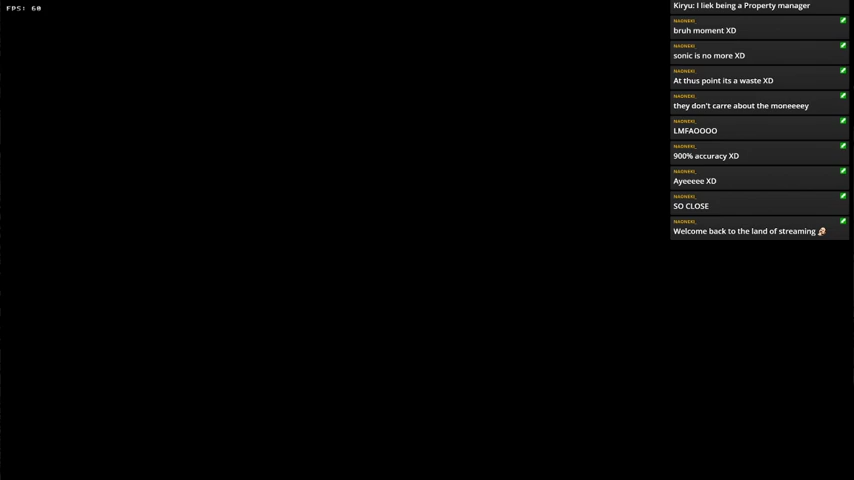 FPS: 60
Kiryu: I liek being a Property manager
NAONEKI_
bruh moment XD
NAONEKI_
sonic is no more XD
NAONEKI_
At thus point its a waste XD
NAONEKI_
they don't carre about the moneeeey
NAONEKI_
LMFAOOOO
NAONEKI_
900% accuracy XD
NAONEKI_
Ayeeeee XD
NAONEKI_
SO CLOSE
NAONEKI_
Welcome back to the land of streaming